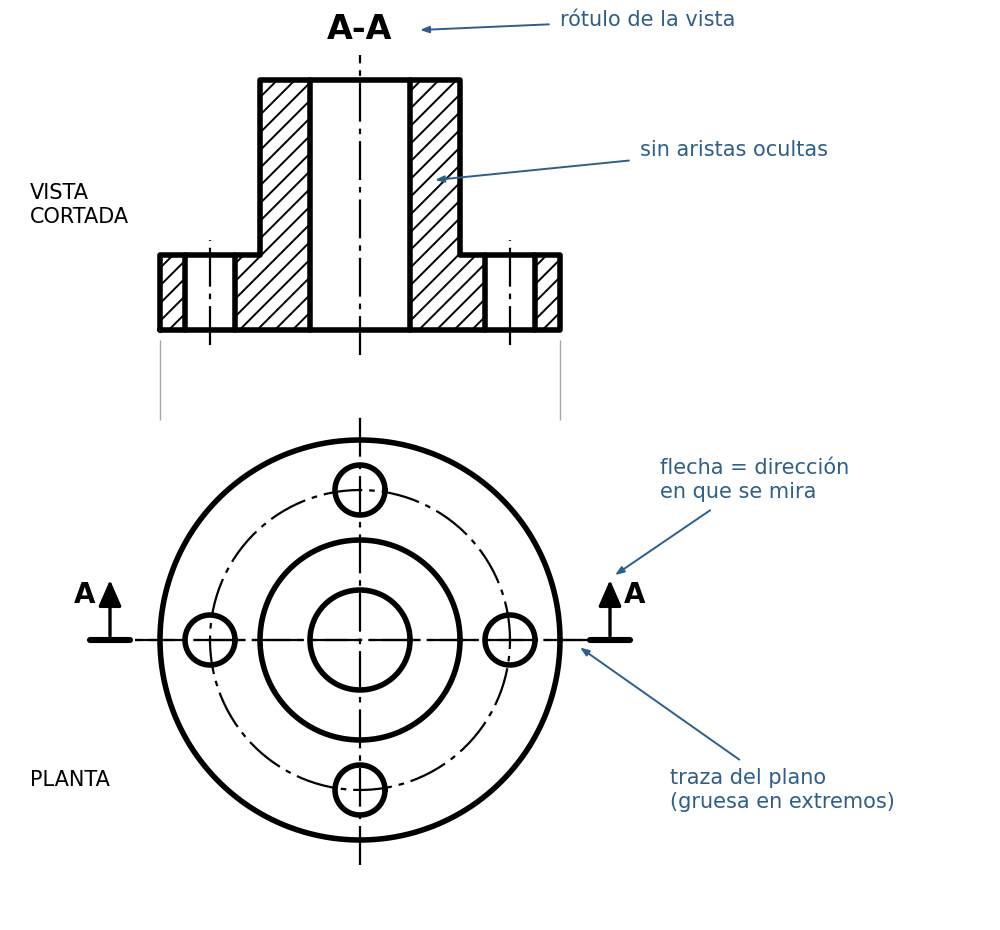 A-A
rótulo de la vista
sin aristas ocultas
VISTA
CORTADA
flecha = dirección
en que se mira
A
A
traza del plano
(gruesa en extremos)
PLANTA